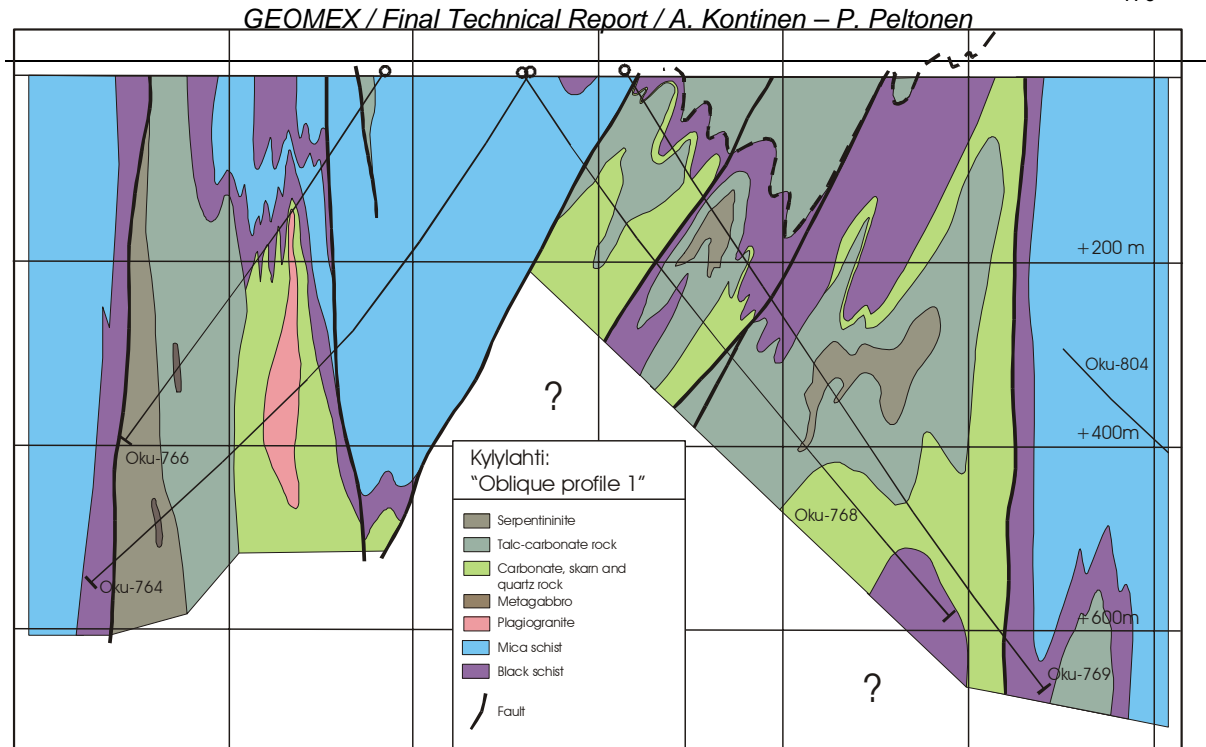 GEOMEX / Final Technical Report / A. Kontinen – P. Peltonen
+200 m
Oku-804
+400m
Oku-766
Kylylahti:
"Oblique profile 1"
Oku-768
Serpentininite
Talc-carbonate rock
Carbonate, skarn and
quartz rock
Metagabbro
Plagiogranite
Mica schist
Black schist
Fault
?
Oku-764
+600m
Oku-769
?